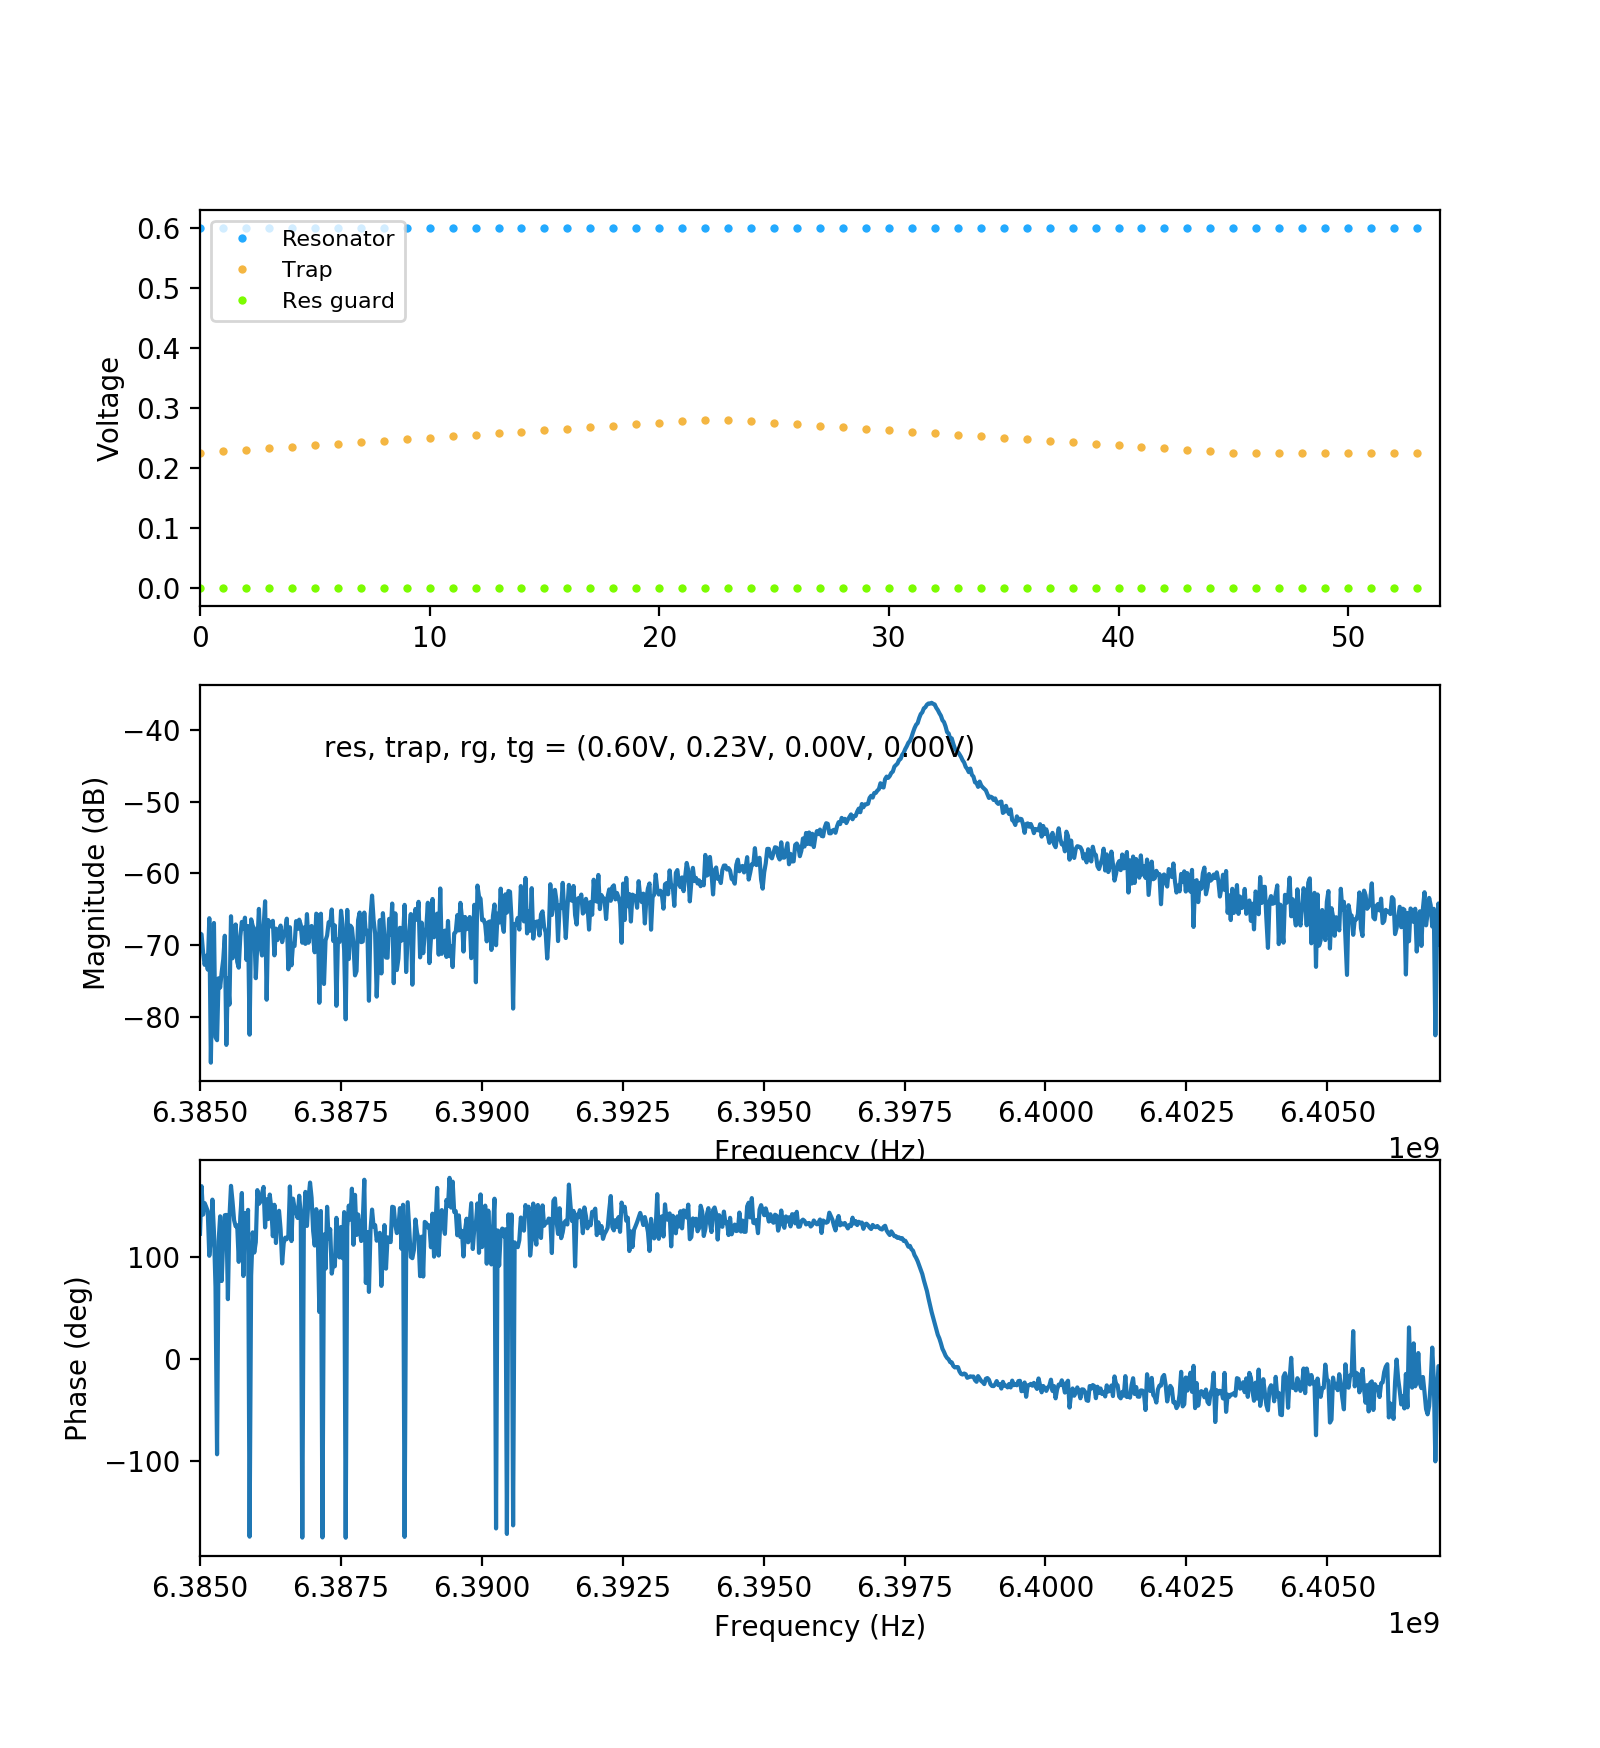 0.6
0.5
0.4
0.3
0.2
0.1
0.0
Voltage
Resonator
Trap
Res guard
0 10 20 30 40 50
−40
−50
−60
−70
−80
Magnitude (dB)
res, trap, rg, tg = (0.60V, 0.23V, 0.00V, 0.00V)
6.3850 6.3875 6.3900 6.3925 6.3950 6.3975 6.4000 6.4025 6.4050
Frequency (Hz)
1e9
100
0
−100
Phase (deg)
6.3850 6.3875 6.3900 6.3925 6.3950 6.3975 6.4000 6.4025 6.4050
Frequency (Hz)
1e9